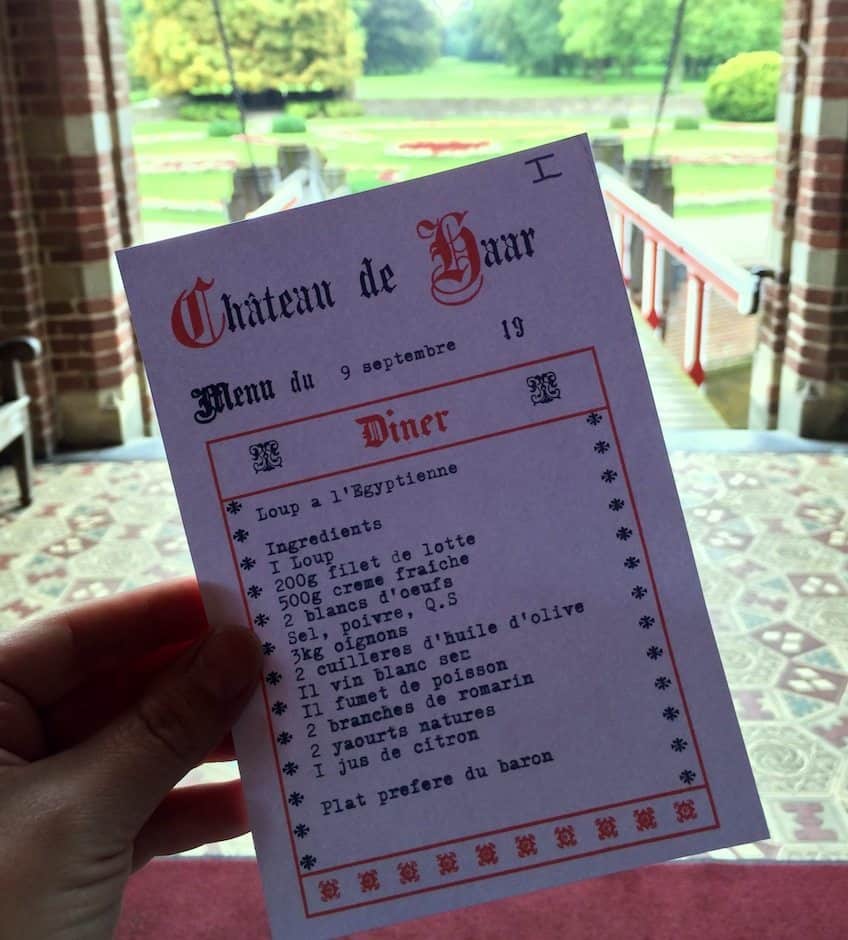 I
Château de Haar
Menu du 9 septembre 19
Diner
Loup a l'Egyptienne
Ingredients
I Loup
200g filet de lotte
500g creme fraiche
2 blancs d'oeufs
Sel, poivre, Q.S
3kg oignons
2 cuilleres d'huile d'olive
Il vin blanc sec
Il fumet de poisson
2 branches de romarin
2 yaourts natures
I jus de citron
Plat prefere du baron